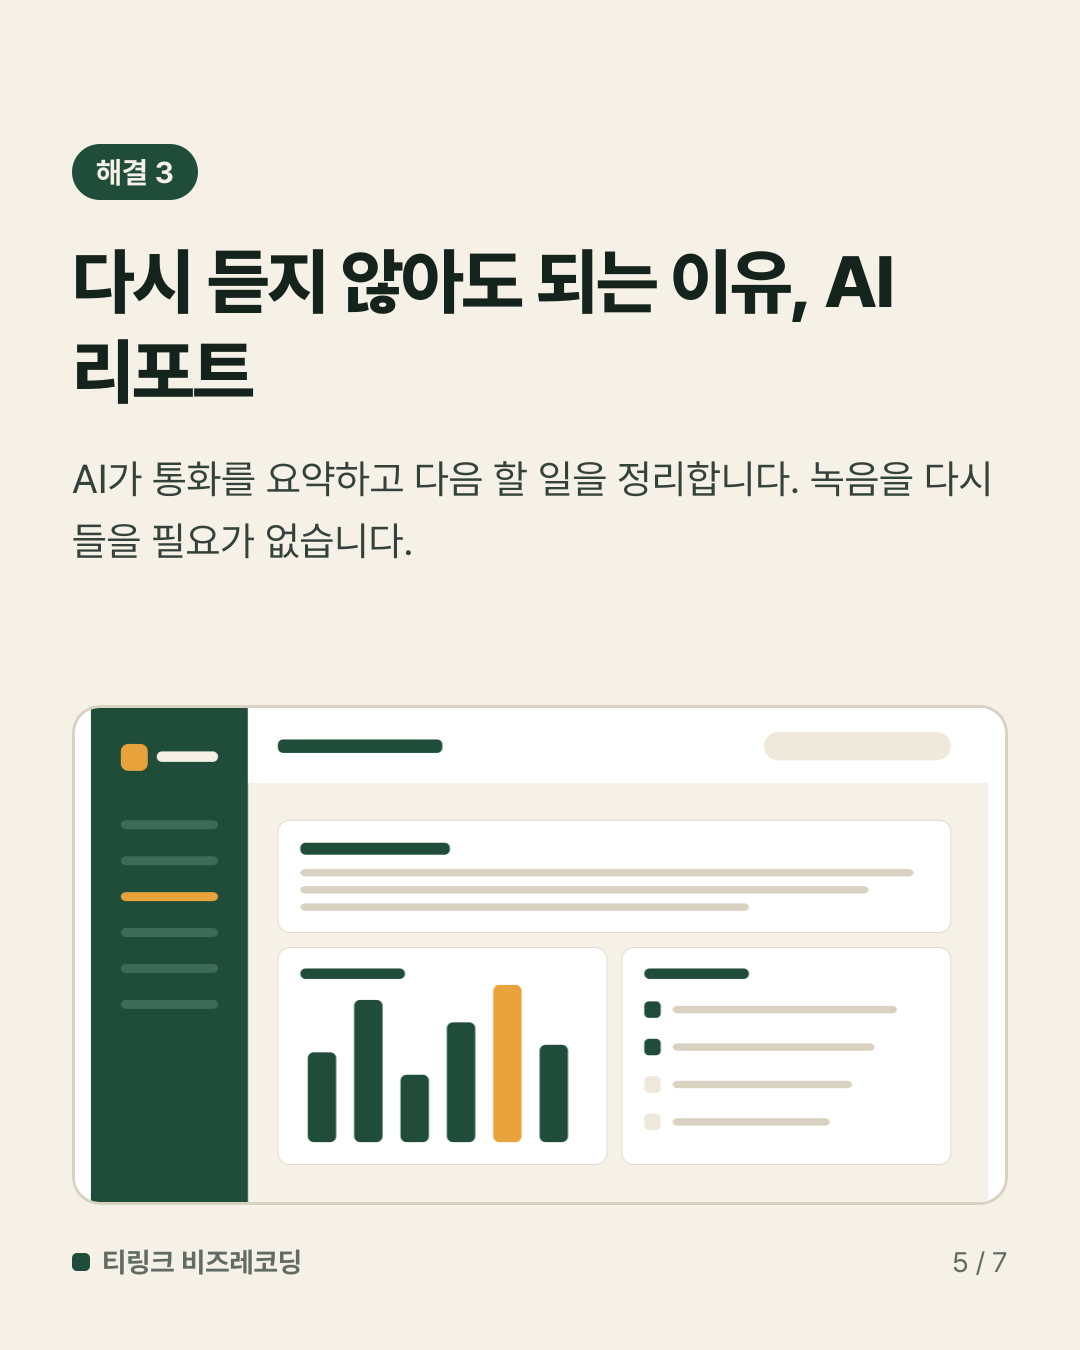 해결 3
다시 듣지 않아도 되는 이유, AI
리포트
AI가 통화를 요약하고 다음 할 일을 정리합니다. 녹음을 다시
들을 필요가 없습니다.
티링크 비즈레코딩
5 / 7